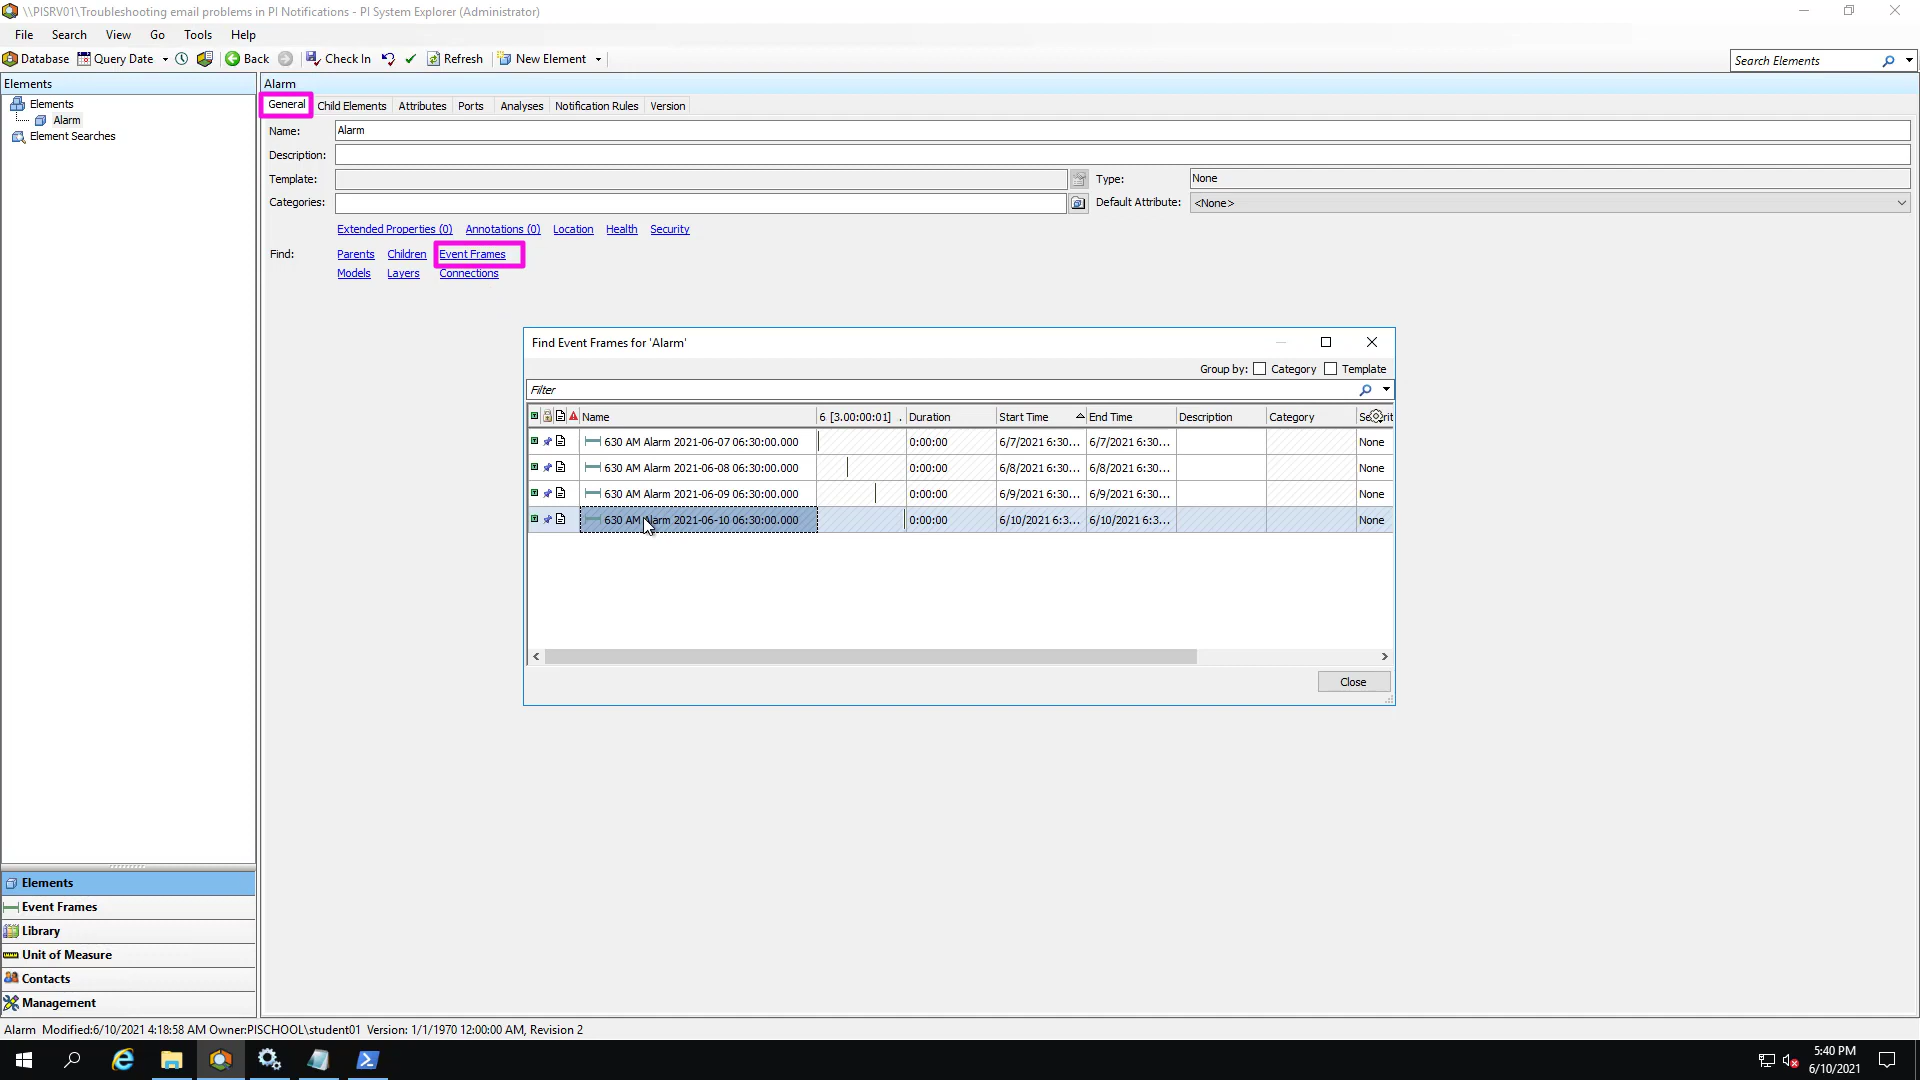 \\PISRV01\Troubleshooting email problems in PI Notifications - PI System Explorer (Administrator)
File Search View Go Tools Help
Database Query Date Back Check In Refresh New Element Search Elements
Elements
Elements
Alarm
Element Searches
Alarm
General Child Elements Attributes Ports Analyses Notification Rules Version
Name: Alarm
Description:
Template: Type: None
Categories: Default Attribute: <None>
Extended Properties (0) Annotations (0) Location Health Security
Find: Parents Children Event Frames
Models Layers Connections
Find Event Frames for 'Alarm'
Group by: Category Template
Filter
Name 6 [3.00:00:01] . Duration Start Time End Time Description Category
630 AM Alarm 2021-06-07 06:30:00.000 0:00:00 6/7/2021 6:30... 6/7/2021 6:30... None
630 AM Alarm 2021-06-08 06:30:00.000 0:00:00 6/8/2021 6:30... 6/8/2021 6:30... None
630 AM Alarm 2021-06-09 06:30:00.000 0:00:00 6/9/2021 6:30... 6/9/2021 6:30... None
630 AM Alarm 2021-06-10 06:30:00.000 0:00:00 6/10/2021 6:3... 6/10/2021 6:3... None
Close
Elements
Event Frames
Library
Unit of Measure
Contacts
Management
Alarm Modified:6/10/2021 4:18:58 AM Owner:PISCHOOL\student01 Version: 1/1/1970 12:00:00 AM, Revision 2
5:40 PM
6/10/2021